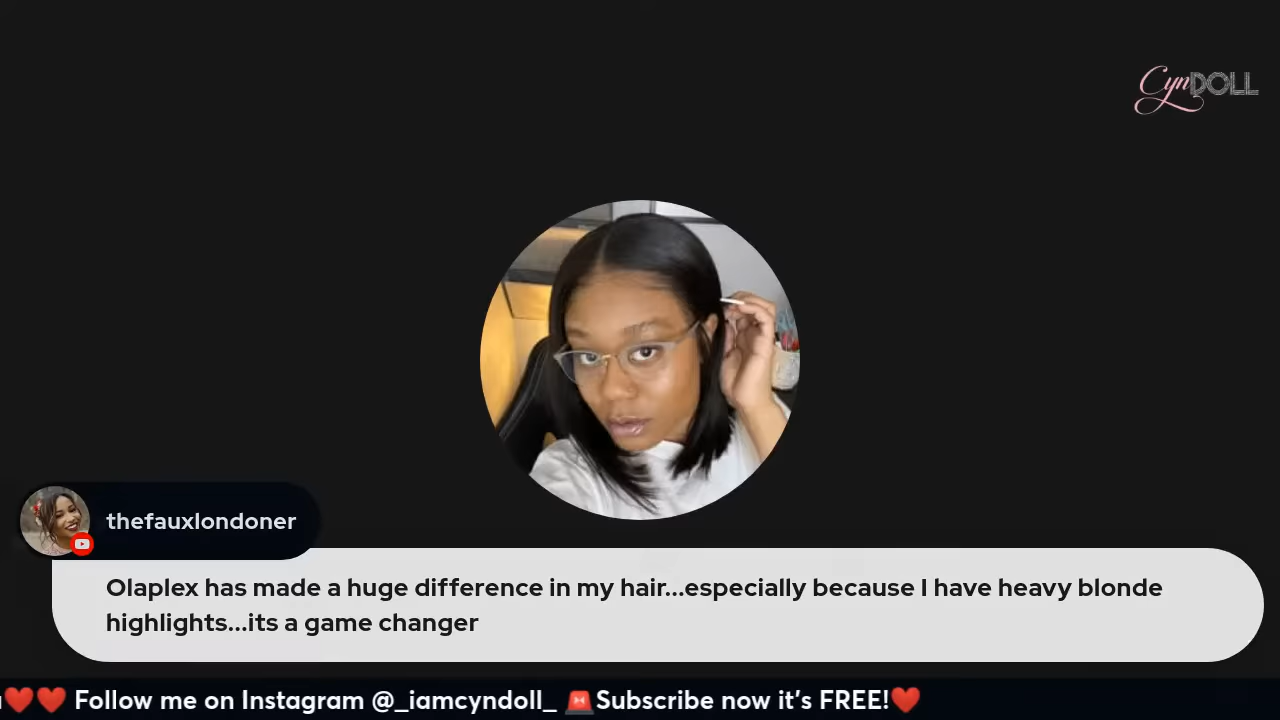 CynDOLL
thefauxlondoner
Olaplex has made a huge difference in my hair...especially because I have heavy blonde
highlights...its a game changer
❤️❤️ Follow me on Instagram @_iamcyndoll_ 🚨Subscribe now it's FREE!❤️